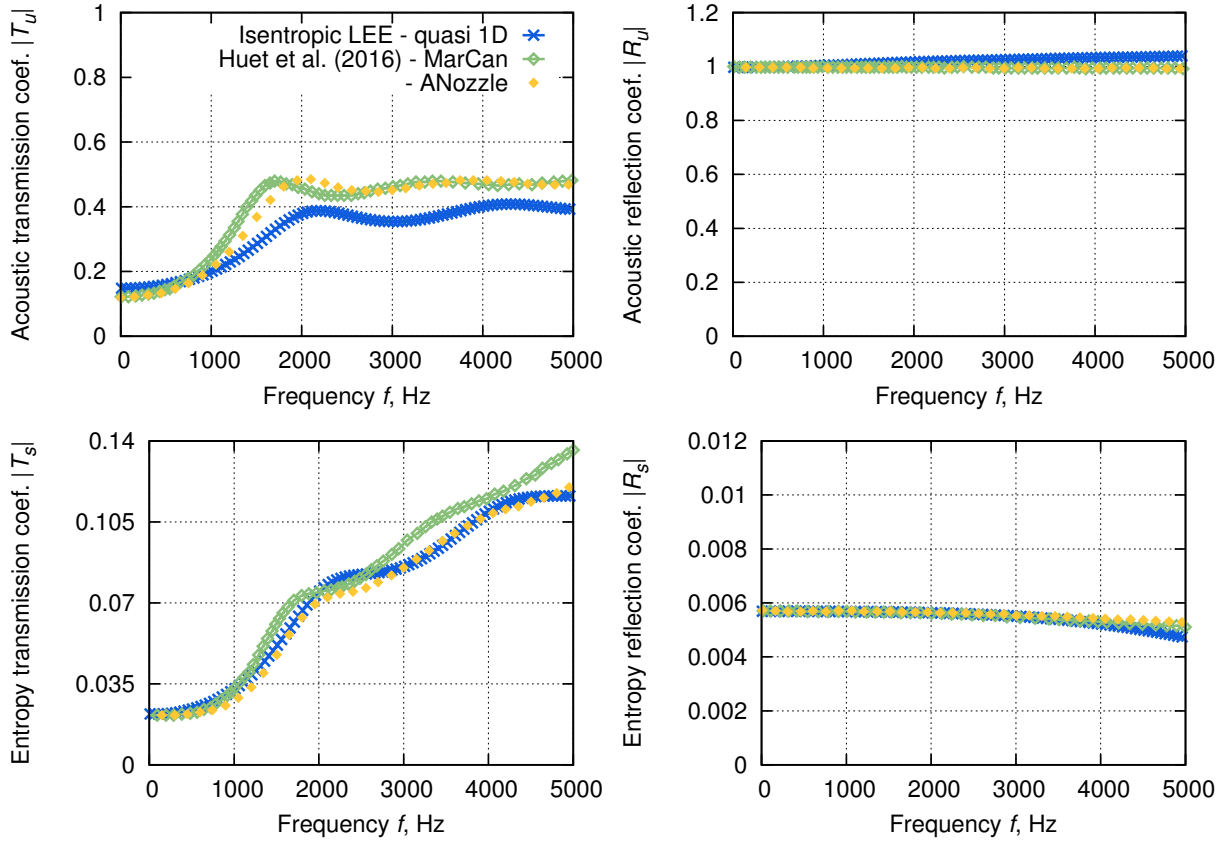 Acoustic transmission coef. |T_u|
1
0.8
0.6
0.4
0.2
0
Isentropic LEE - quasi 1D
Huet et al. (2016) - MarCan
- ANozzle
0 1000 2000 3000 4000 5000
Frequency f, Hz
Acoustic reflection coef. |R_u|
1.2
1
0.8
0.6
0.4
0.2
0
0 1000 2000 3000 4000 5000
Frequency f, Hz
Entropy transmission coef. |T_s|
0.14
0.105
0.07
0.035
0
0 1000 2000 3000 4000 5000
Frequency f, Hz
Entropy reflection coef. |R_s|
0.012
0.01
0.008
0.006
0.004
0.002
0
0 1000 2000 3000 4000 5000
Frequency f, Hz